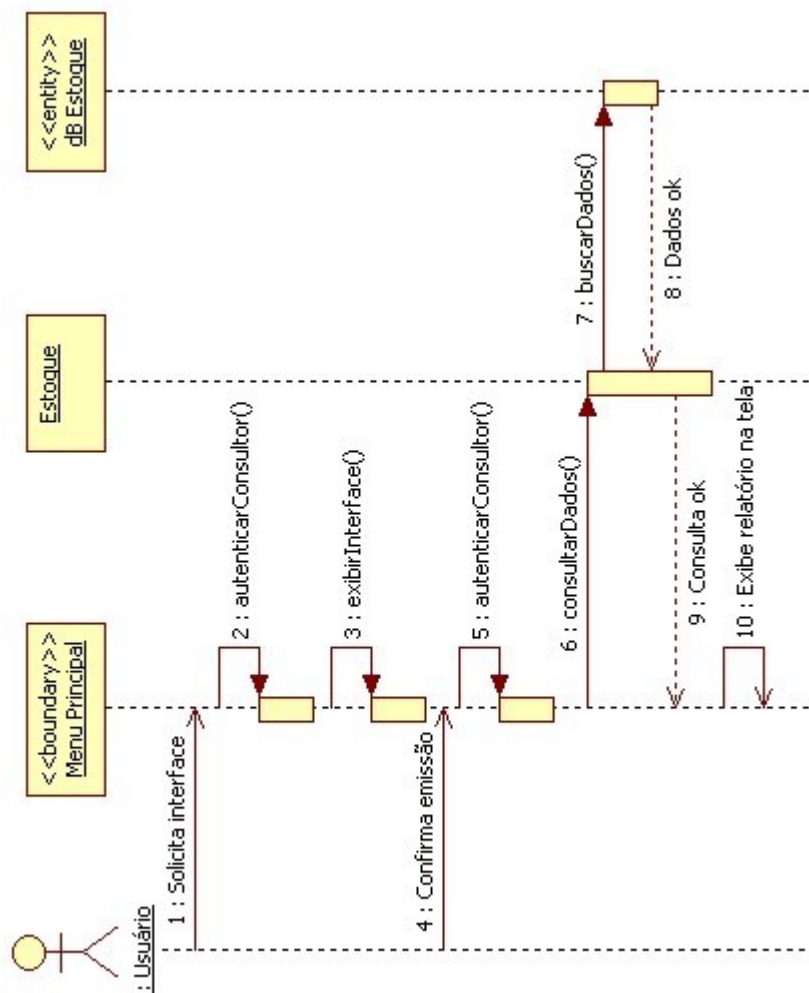 : Usuário
<<boundary>>
Menu Principal
Estoque
<<entity>>
dB Estoque
1 : Solicita interface
2 : autenticarConsultor()
3 : exibirInterface()
4 : Confirma emissão
5 : autenticarConsultor()
6 : consultarDados()
7 : buscarDados()
8 : Dados ok
9 : Consulta ok
10 : Exibe relatório na tela